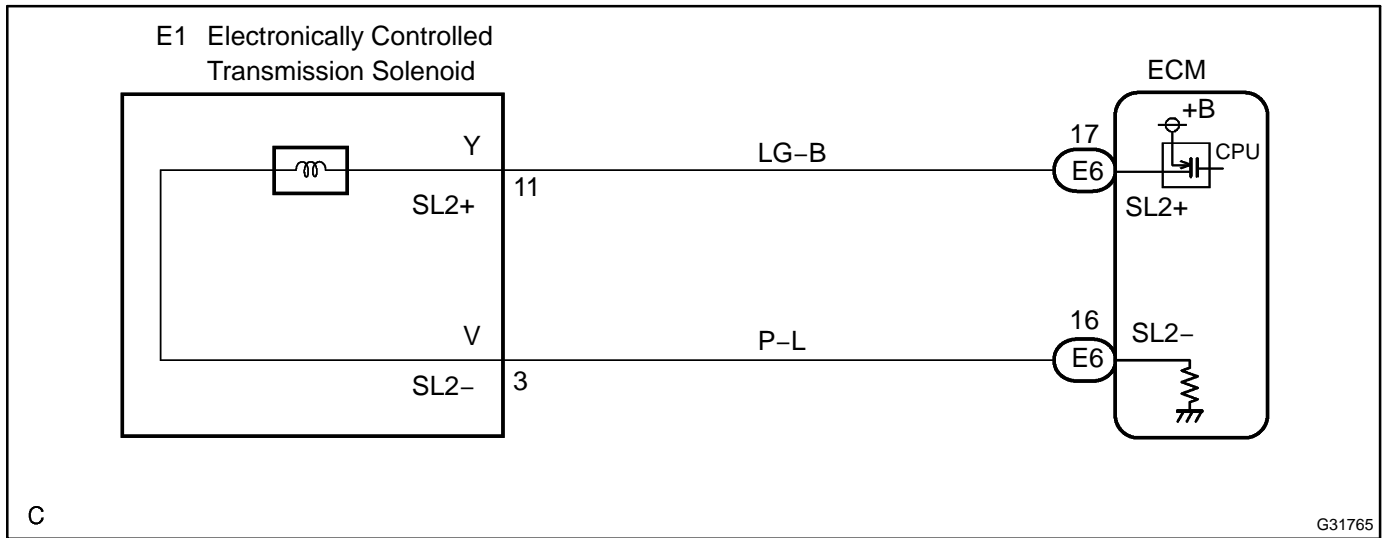 E1 Electronically Controlled
Transmission Solenoid
ECM
+B
CPU
Y
11
SL2+
LG−B
17
E6
SL2+
V
3
SL2−
P−L
16
E6
SL2−
C
G31765